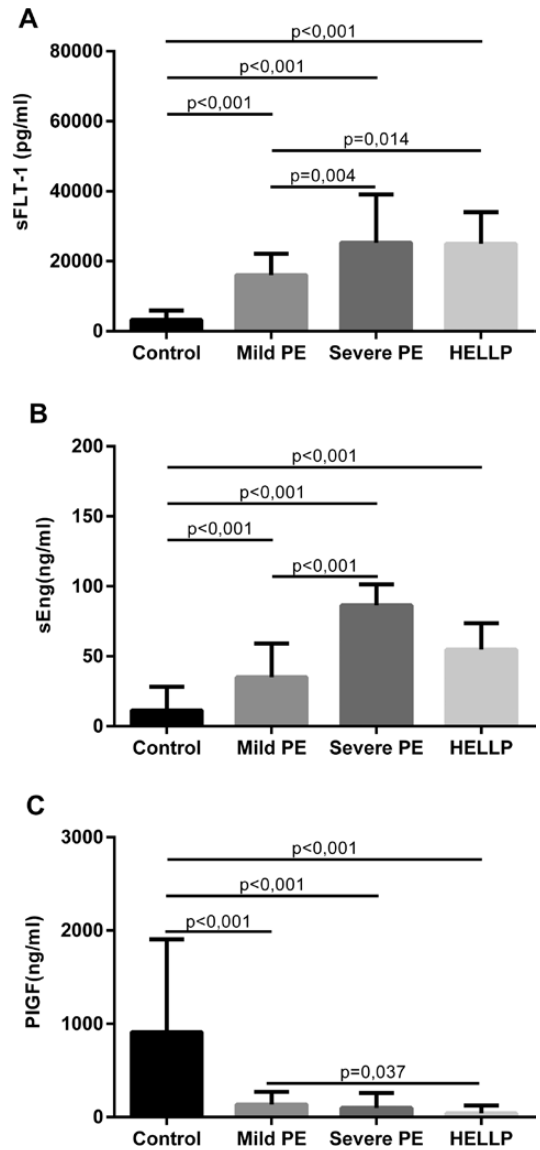 A
sFLT-1 (pg/ml)
80000
60000
40000
20000
0
p<0,001
p<0,001
p<0,001
p=0,014
p=0,004
Control Mild PE Severe PE HELLP
B
sEng(ng/ml)
200
150
100
50
0
p<0,001
p<0,001
p<0,001
p<0,001
Control Mild PE Severe PE HELLP
C
PIGF(ng/ml)
3000
2000
1000
0
p<0,001
p<0,001
p<0,001
p=0,037
Control Mild PE Severe PE HELLP